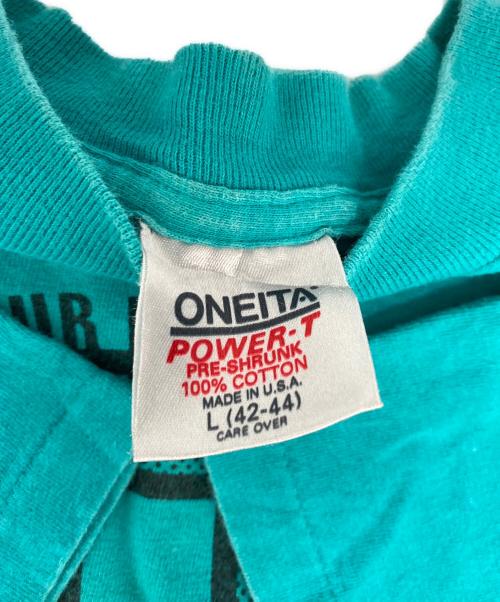 ONEITA
POWER-T
PRE-SHRUNK
100% COTTON
MADE IN U.S.A.
L (42-44)
CARE OVER